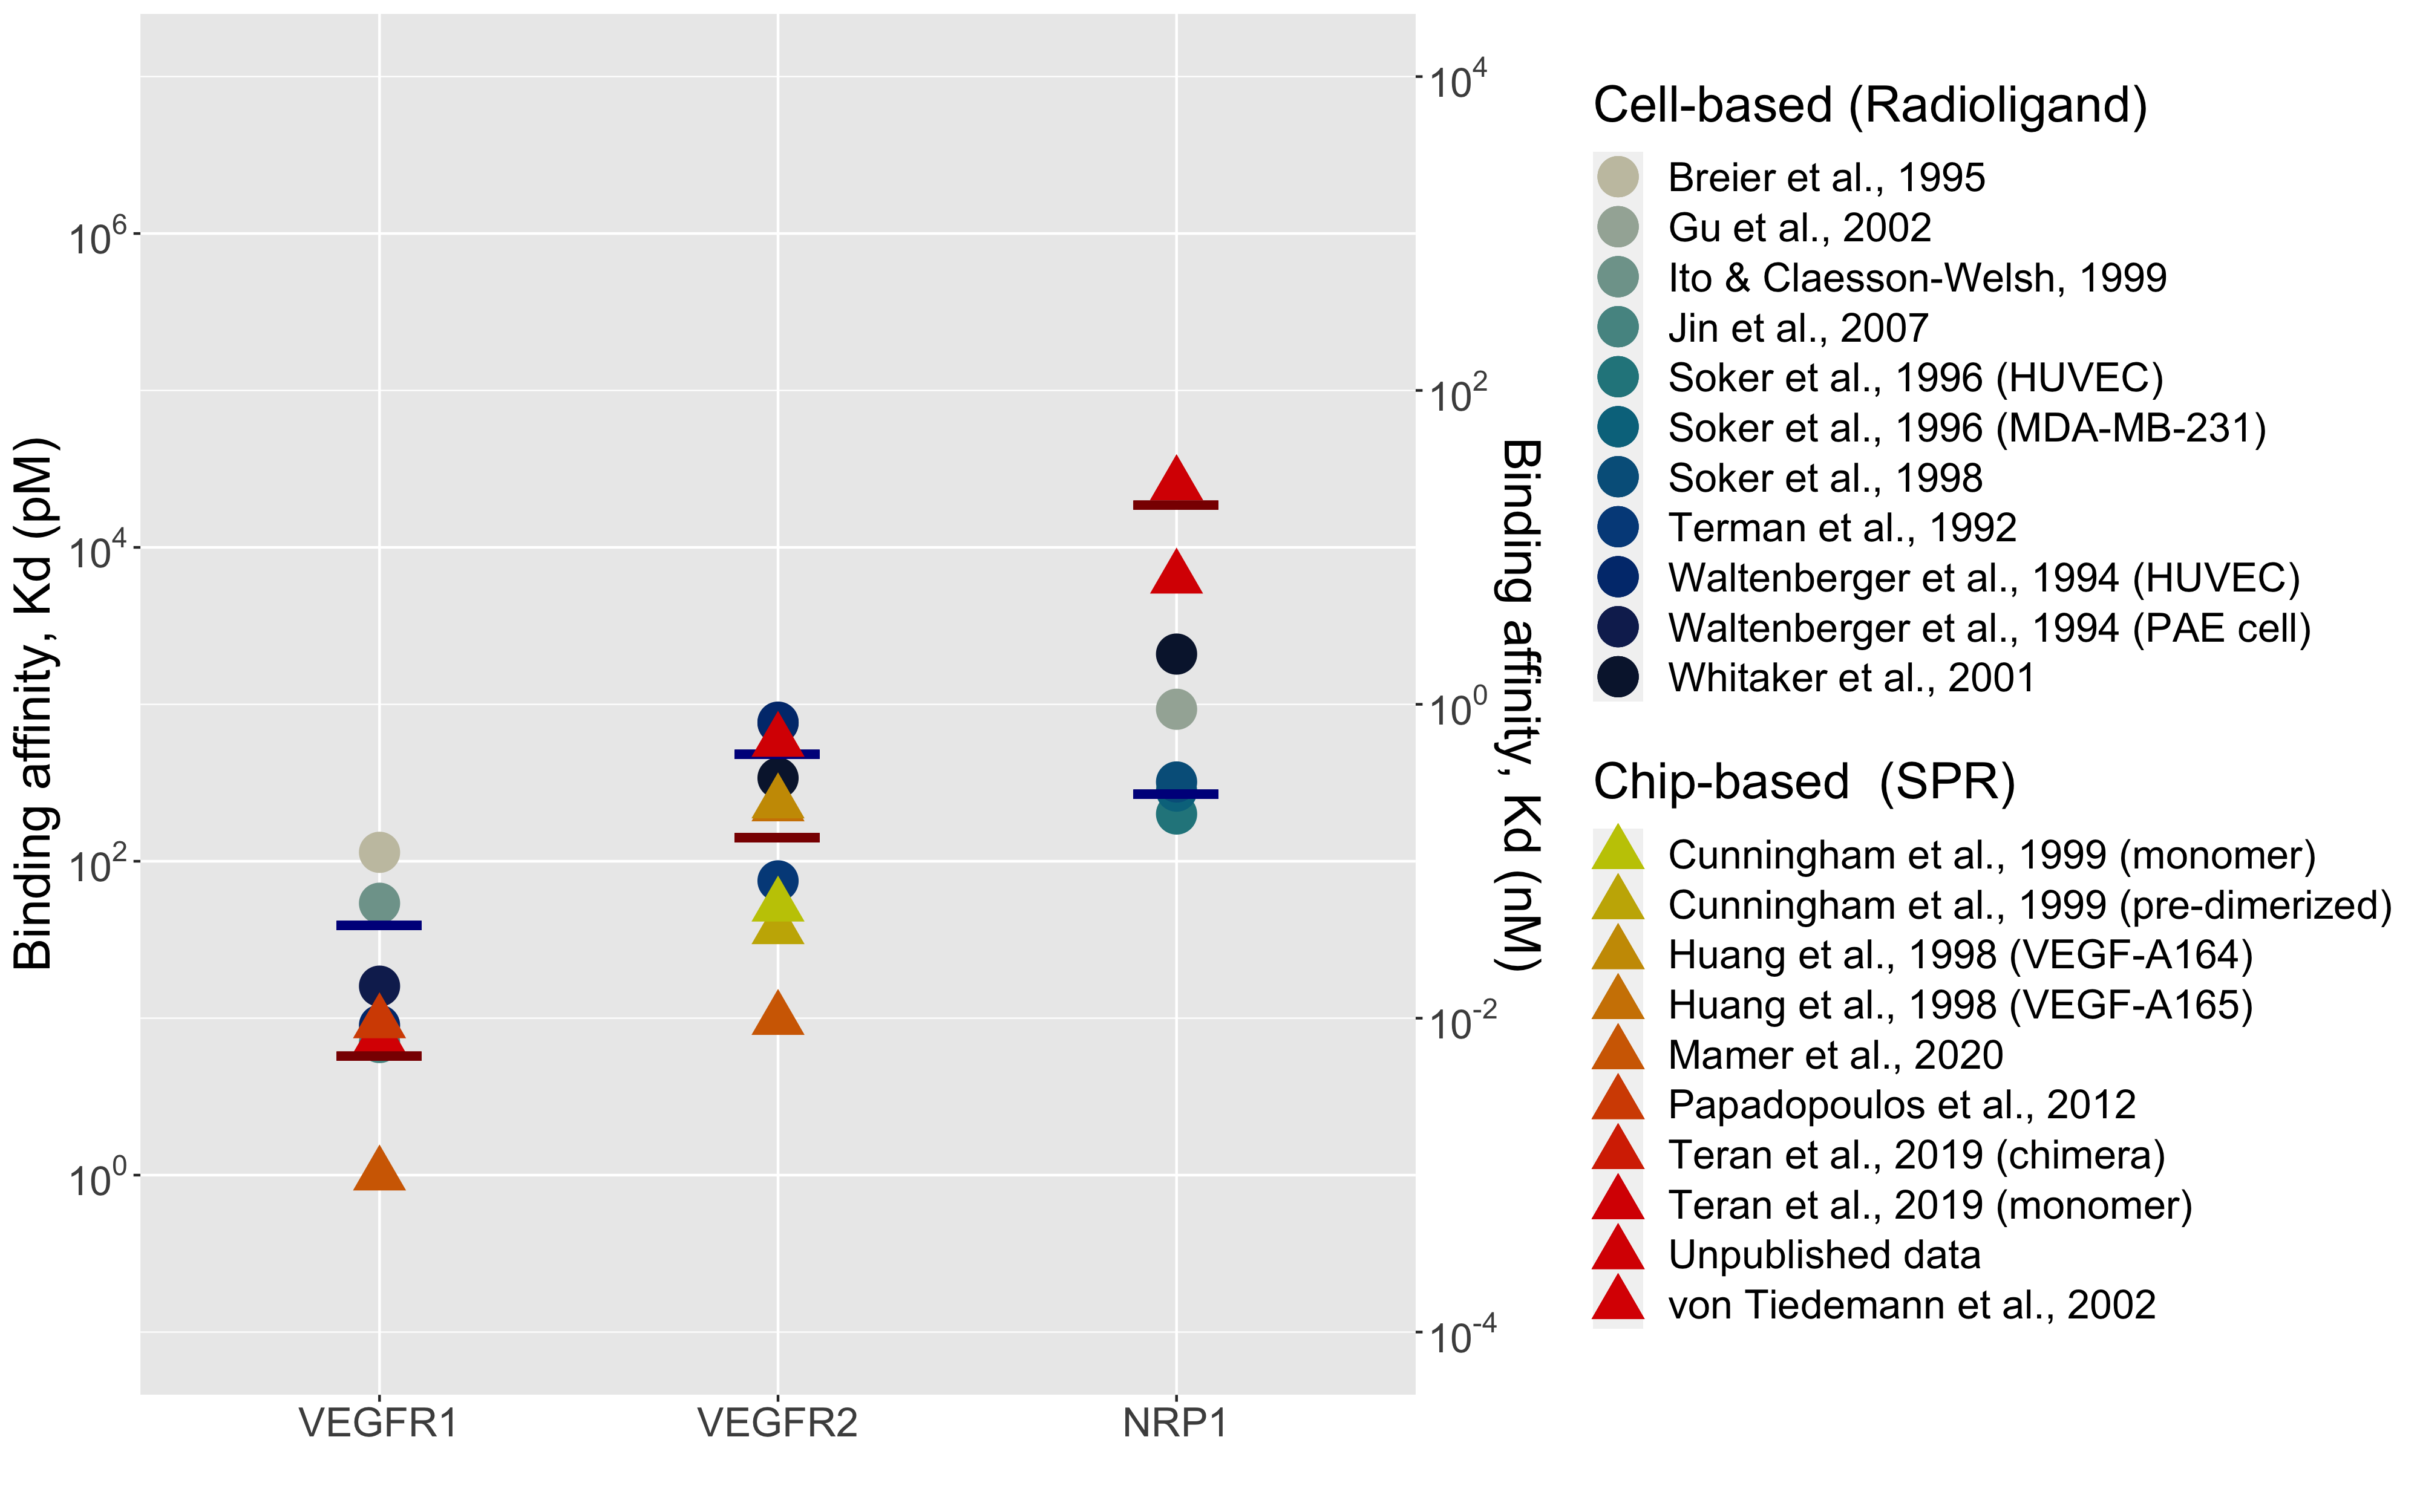 Binding affinity, Kd (pM)
10^6
10^4
10^2
10^0
VEGFR1
VEGFR2
NRP1
10^4
10^2
10^0
10^-2
10^-4
Binding affinity, Kd (nM)
Cell-based (Radioligand)
Breier et al., 1995
Gu et al., 2002
Ito & Claesson-Welsh, 1999
Jin et al., 2007
Soker et al., 1996 (HUVEC)
Soker et al., 1996 (MDA-MB-231)
Soker et al., 1998
Terman et al., 1992
Waltenberger et al., 1994 (HUVEC)
Waltenberger et al., 1994 (PAE cell)
Whitaker et al., 2001
Chip-based (SPR)
Cunningham et al., 1999 (monomer)
Cunningham et al., 1999 (pre-dimerized)
Huang et al., 1998 (VEGF-A164)
Huang et al., 1998 (VEGF-A165)
Mamer et al., 2020
Papadopoulos et al., 2012
Teran et al., 2019 (chimera)
Teran et al., 2019 (monomer)
Unpublished data
von Tiedemann et al., 2002